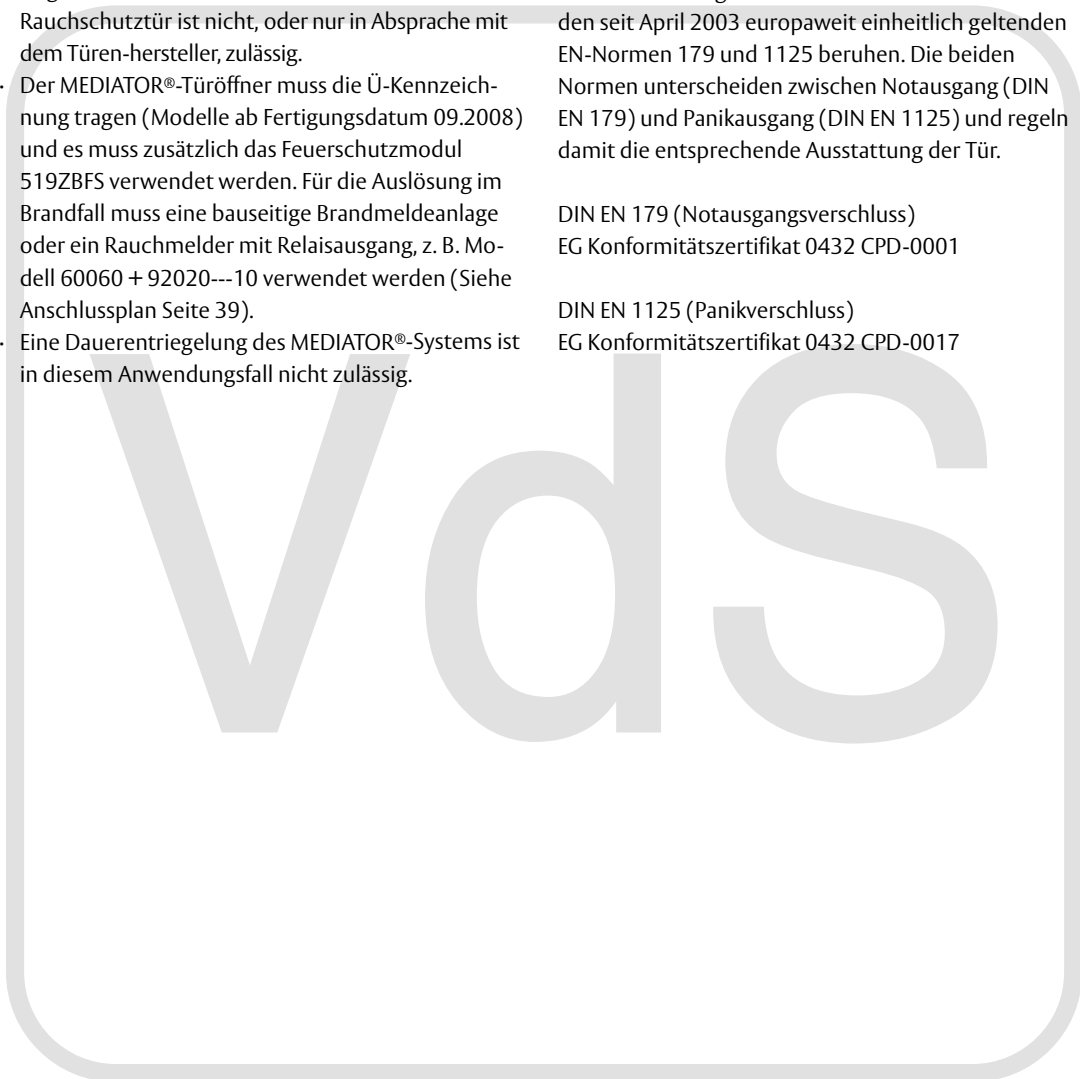 Rauchschutztür ist nicht, oder nur in Absprache mit
dem Türen-hersteller, zulässig.
· Der MEDIATOR®-Türöffner muss die Ü-Kennzeich-
nung tragen (Modelle ab Fertigungsdatum 09.2008)
und es muss zusätzlich das Feuerschutzmodul
519ZBFS verwendet werden. Für die Auslösung im
Brandfall muss eine bauseitige Brandmeldeanlage
oder ein Rauchmelder mit Relaisausgang, z. B. Mo-
dell 60060 + 92020---10 verwendet werden (Siehe
Anschlussplan Seite 39).
· Eine Dauerentriegelung des MEDIATOR®-Systems ist
in diesem Anwendungsfall nicht zulässig.
den seit April 2003 europaweit einheitlich geltenden
EN-Normen 179 und 1125 beruhen. Die beiden
Normen unterscheiden zwischen Notausgang (DIN
EN 179) und Panikausgang (DIN EN 1125) und regeln
damit die entsprechende Ausstattung der Tür.
DIN EN 179 (Notausgangsverschluss)
EG Konformitätszertifikat 0432 CPD-0001
DIN EN 1125 (Panikverschluss)
EG Konformitätszertifikat 0432 CPD-0017
VdS